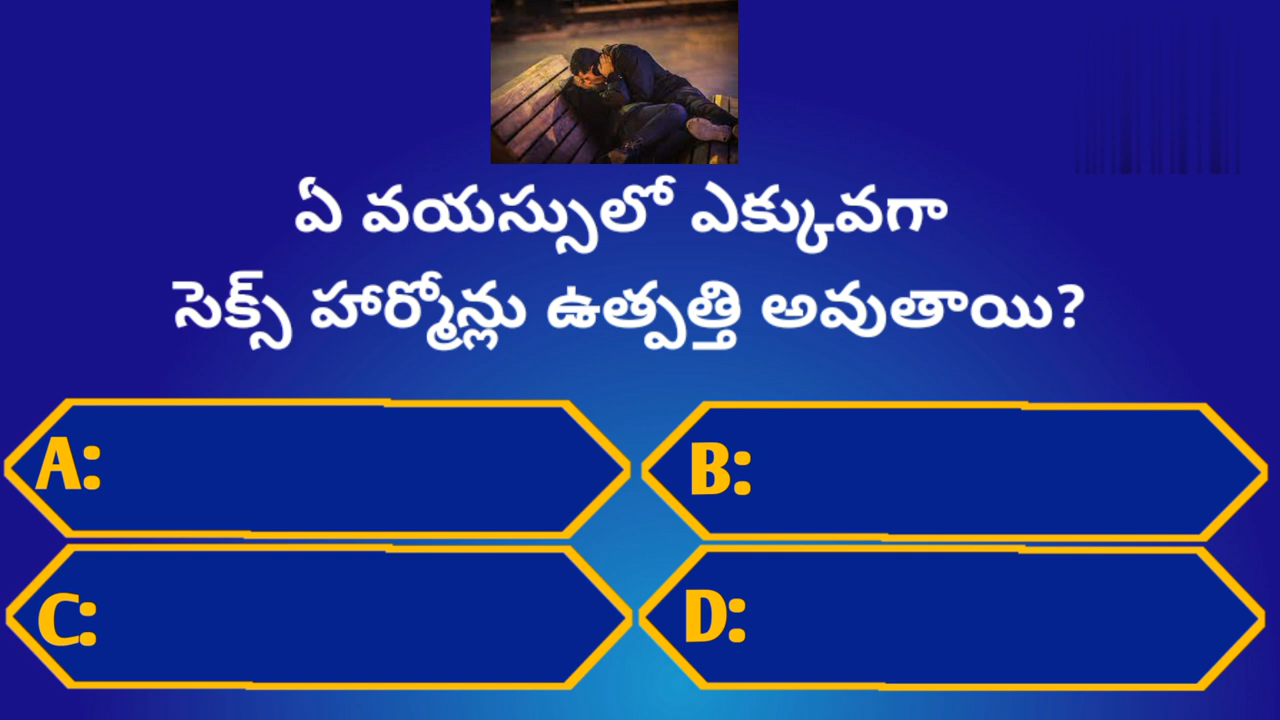 ఏ వయస్సులో ఎక్కువగా
సెక్స్ హార్మోన్లు ఉత్పత్తి అవుతాయి?
A:
B:
C:
D: